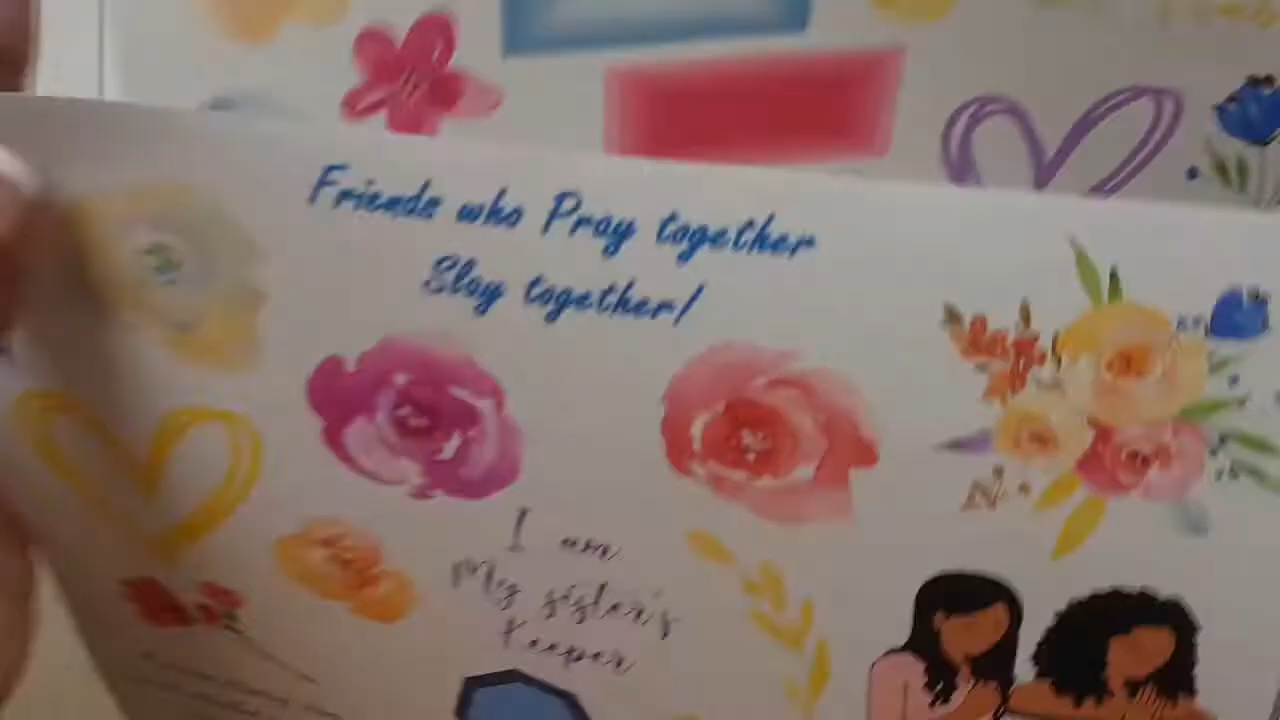 Friends who Pray together
Slay together!
I am
My sister's
keeper